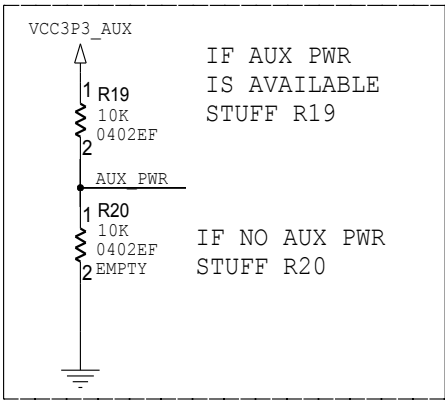 VCC3P3_AUX
IF AUX PWR
IS AVAILABLE
STUFF R19
1
R19
10K
0402EF
2
AUX_PWR
1
R20
10K
0402EF
2
EMPTY
IF NO AUX PWR
STUFF R20